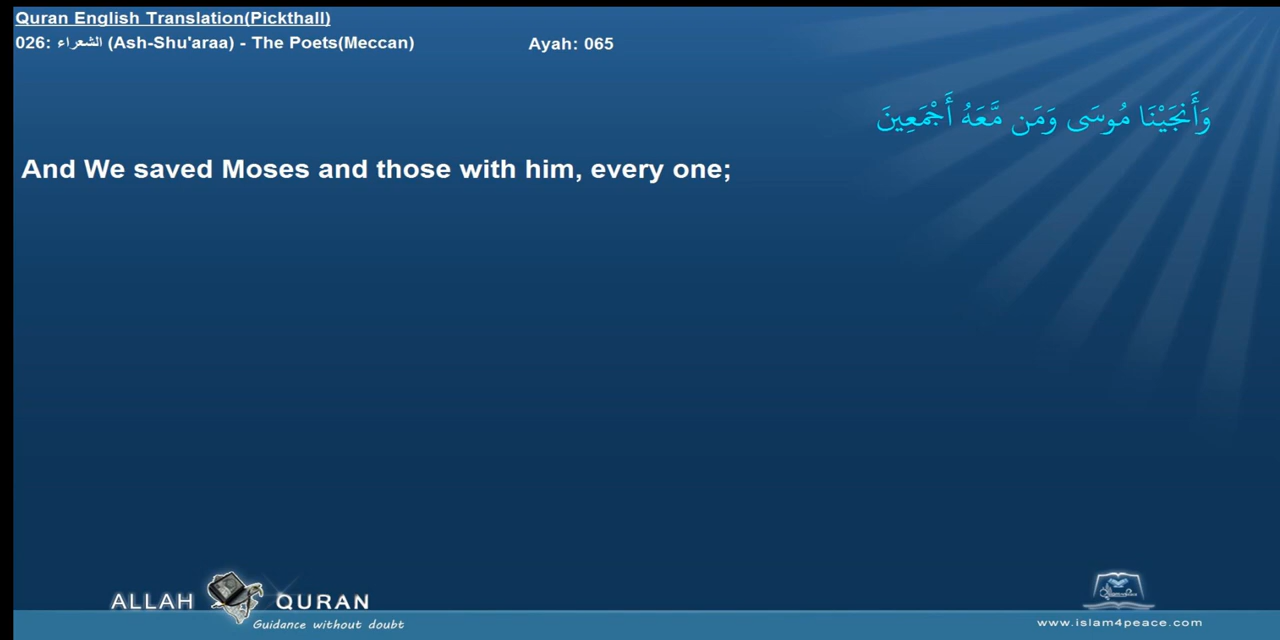 Quran English Translation(Pickthall)
026: الشعراء (Ash-Shu'araa) - The Poets(Meccan) Ayah: 065
وَأَنجَيْنَا مُوسَى وَمَن مَّعَهُ أَجْمَعِينَ
And We saved Moses and those with him, every one;
ALLAH QURAN
Guidance without doubt
www.islam4peace.com